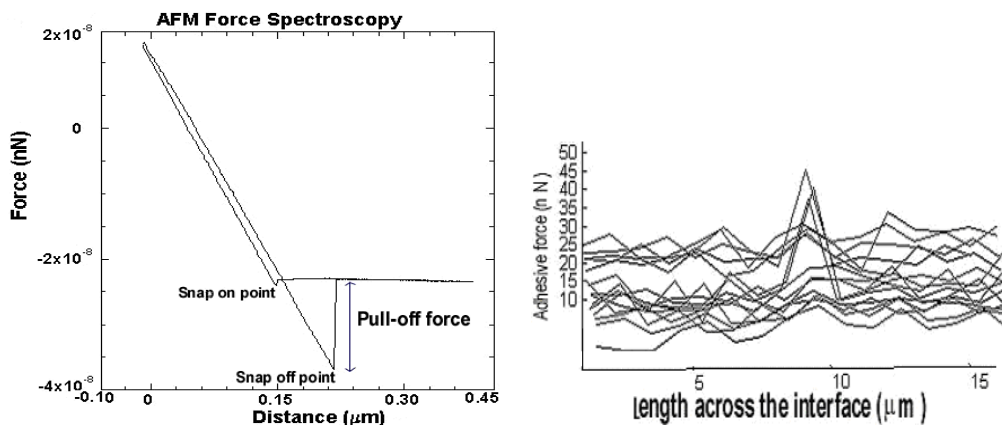 AFM Force Spectroscopy
Force (nN)
2x10⁻⁸
0
-2x10⁻⁸
-4x10⁻⁸
Snap on point
Pull-off force
Snap off point
-0.10 0 0.15 0.30 0.45
Distance (μm)
Adhesive force (n N)
50
45
40
35
30
25
20
15
10
5 10 15
Length across the interface (μm)